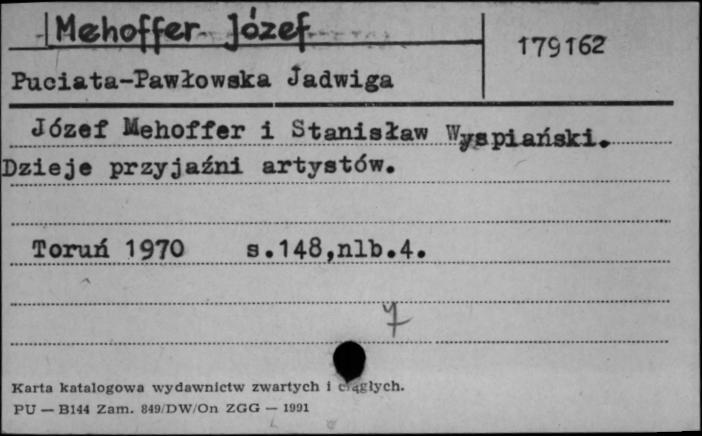 Mehoffer Józef
179162
Puciata-Pawłowska Jadwiga
Józef Mehoffer i Stanisław Wyspiański.
Dzieje przyjaźni artystów.
Toruń 1970 s.148,nlb.4.
7
Karta katalogowa wydawnictw zwartych i ciągłych.
PU — B144 Zam. 849/DW/On ZGG — 1991